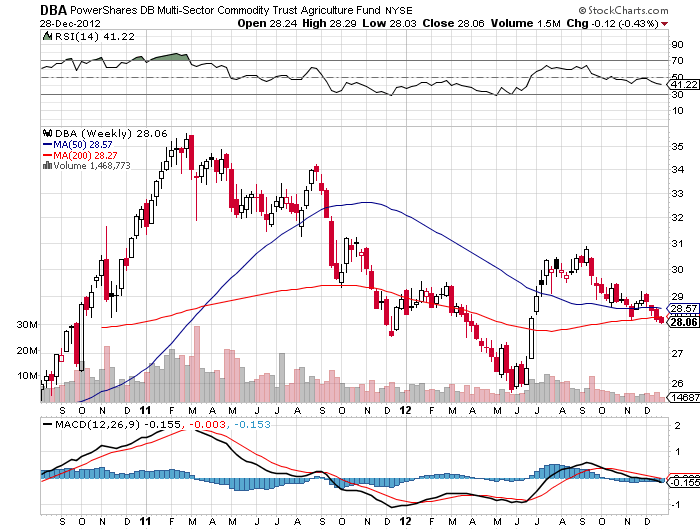 DBA PowerShares DB Multi-Sector Commodity Trust Agriculture Fund NYSE © StockCharts.com
28-Dec-2012 Open 28.24 High 28.29 Low 28.03 Close 28.06 Volume 1.5M Chg -0.12 (-0.43%)
RSI(14) 41.22
90
70
50
41.22
30
10
DBA (Weekly) 28.06
MA(50) 28.57
MA(200) 28.27
Volume 1,468,773
35
34
33
32
31
30
29
28.57
28.06
26
30M
20M
10M
14687
S O N D 11 F M A M J J A S O N D 12 F M A M J J A S O N D
MACD(12,26,9) -0.155, -0.003, -0.153
2
1
-0.155
-1
S O N D 11 F M A M J J A S O N D 12 F M A M J J A S O N D